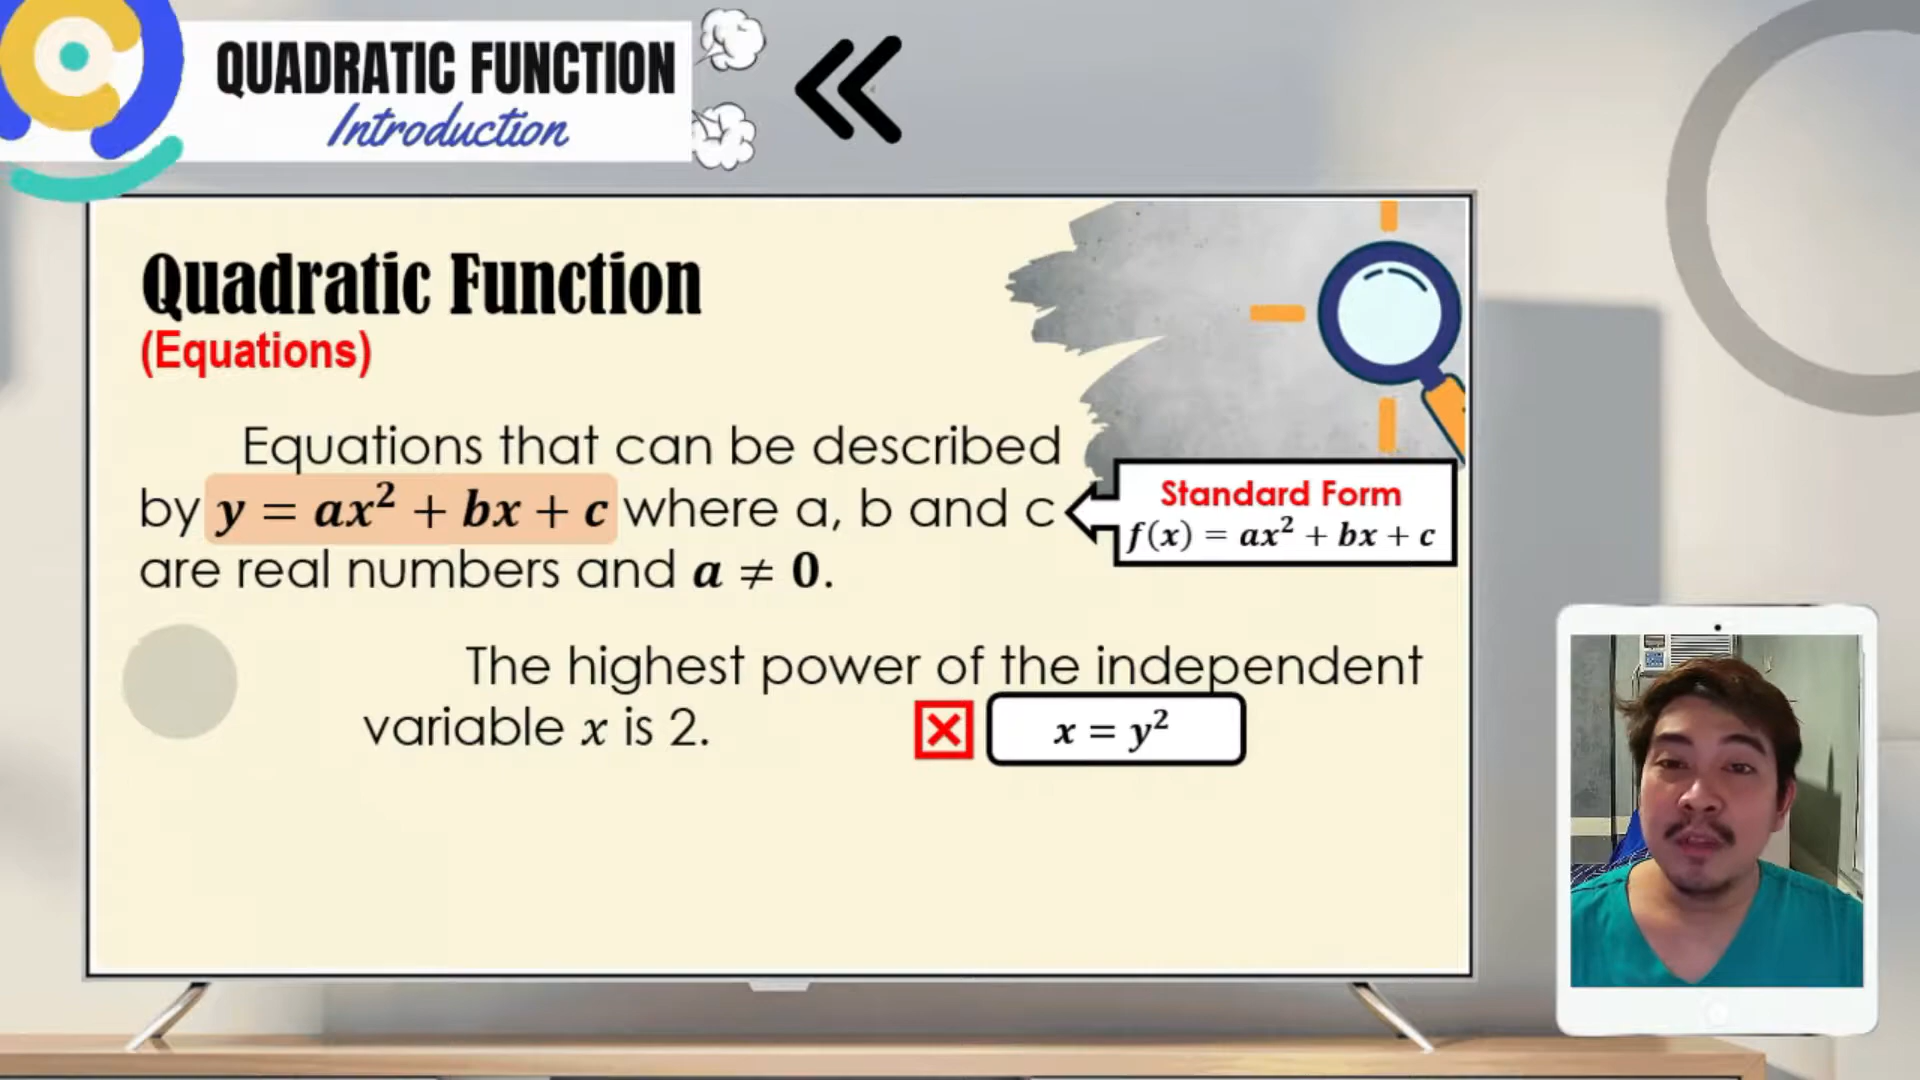 QUADRATIC FUNCTION
Introduction
Quadratic Function
(Equations)
Equations that can be described
by y = ax² + bx + c where a, b and c
are real numbers and a ≠ 0.
Standard Form
f(x) = ax² + bx + c
The highest power of the independent
variable x is 2.
x = y²